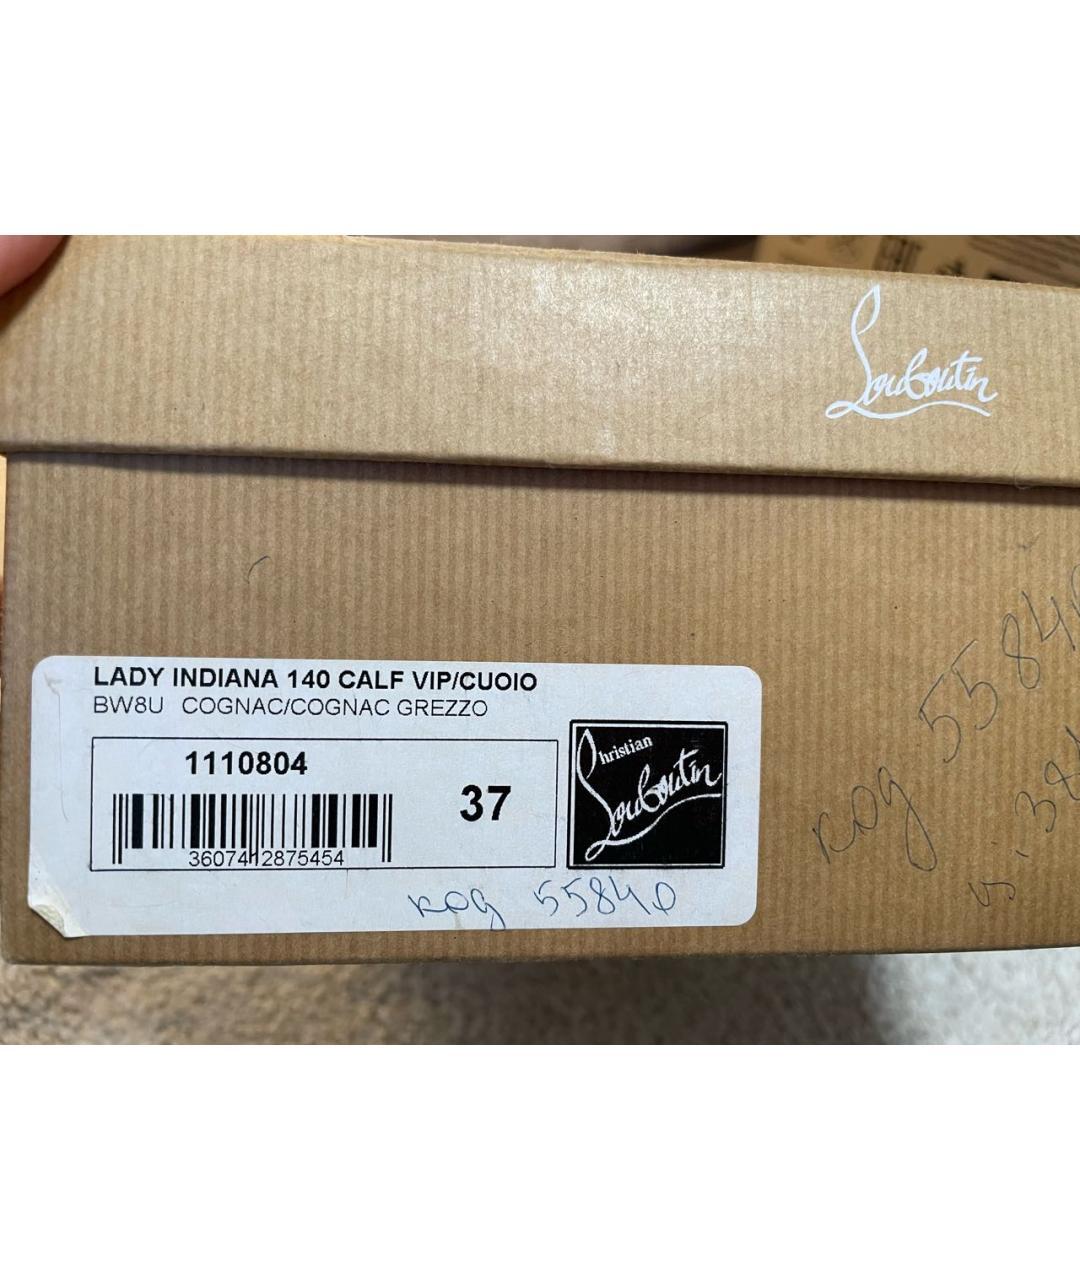 Louboutin
LADY INDIANA 140 CALF VIP/CUOIO
BW8U COGNAC/COGNAC GREZZO
1110804
37
3607412875454
Christian
Louboutin
код 55840
код 5584